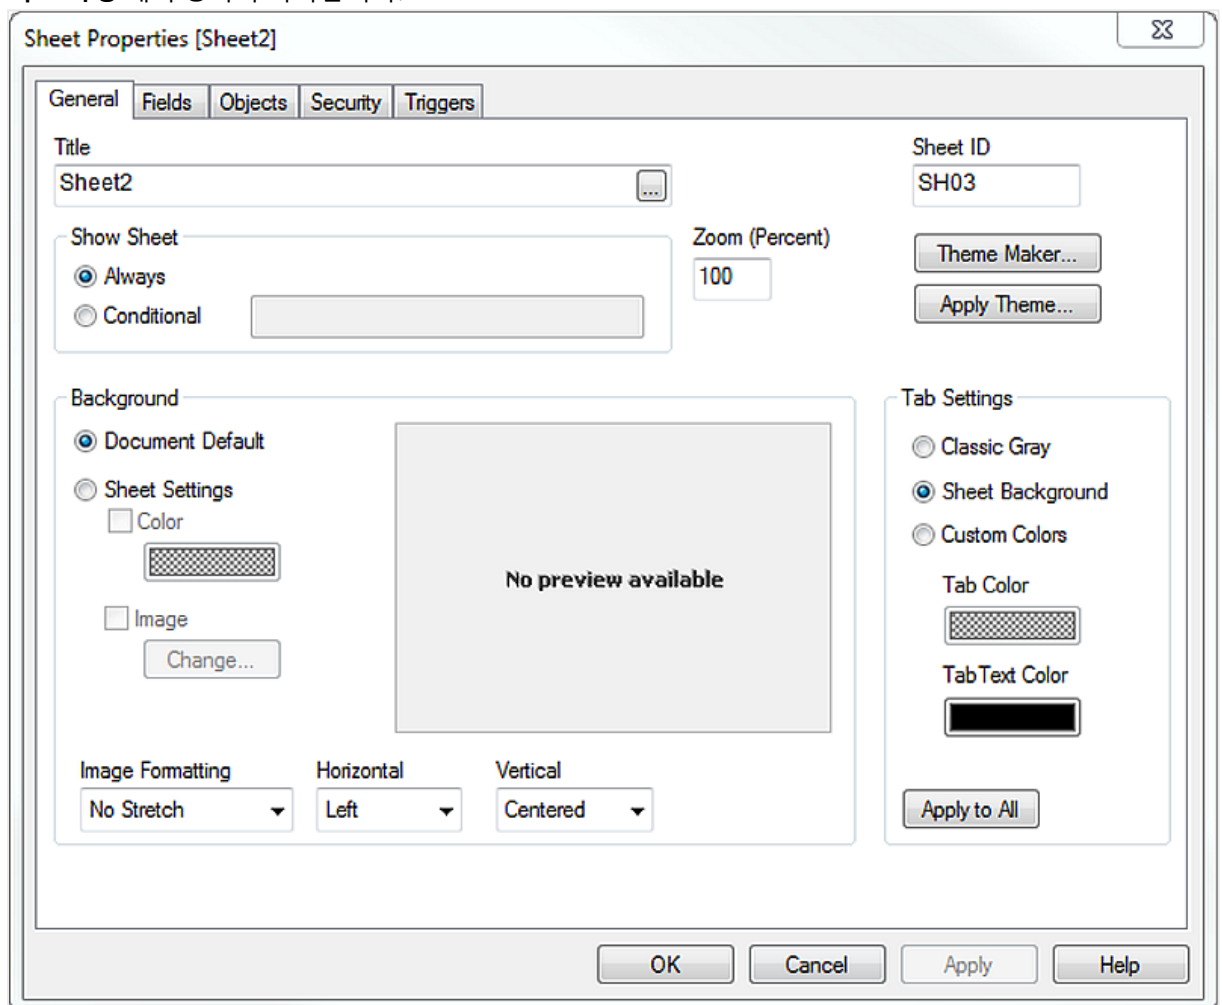 Sheet Properties [Sheet2]
General Fields Objects Security Triggers
Title
Sheet ID
Sheet2
...
SH03
Show Sheet
Zoom (Percent)
Always
100
Theme Maker...
Conditional
Apply Theme...
Background
Tab Settings
Document Default
Classic Gray
Sheet Settings
Sheet Background
Color
Custom Colors
No preview available
Tab Color
Image
Change...
Tab Text Color
Image Formatting Horizontal Vertical
No Stretch Left Centered
Apply to All
OK Cancel Apply Help